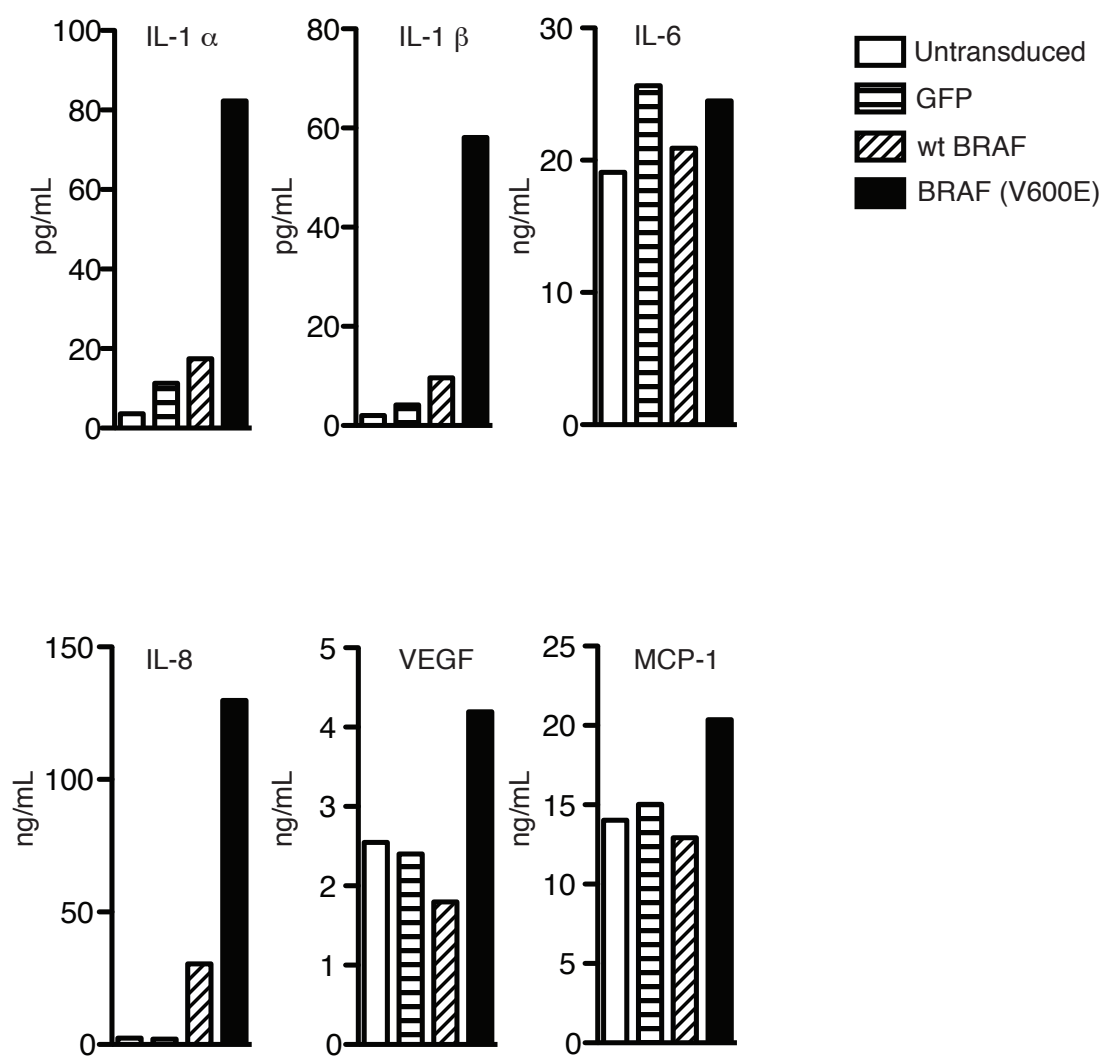 IL-1 α
100
80
60
40
20
0
pg/mL
IL-1 β
80
60
40
20
0
pg/mL
IL-6
30
20
10
0
ng/mL
Untransduced
GFP
wt BRAF
BRAF (V600E)
IL-8
150
100
50
0
ng/mL
VEGF
5
4
3
2
1
0
ng/mL
MCP-1
25
20
15
10
5
0
ng/mL